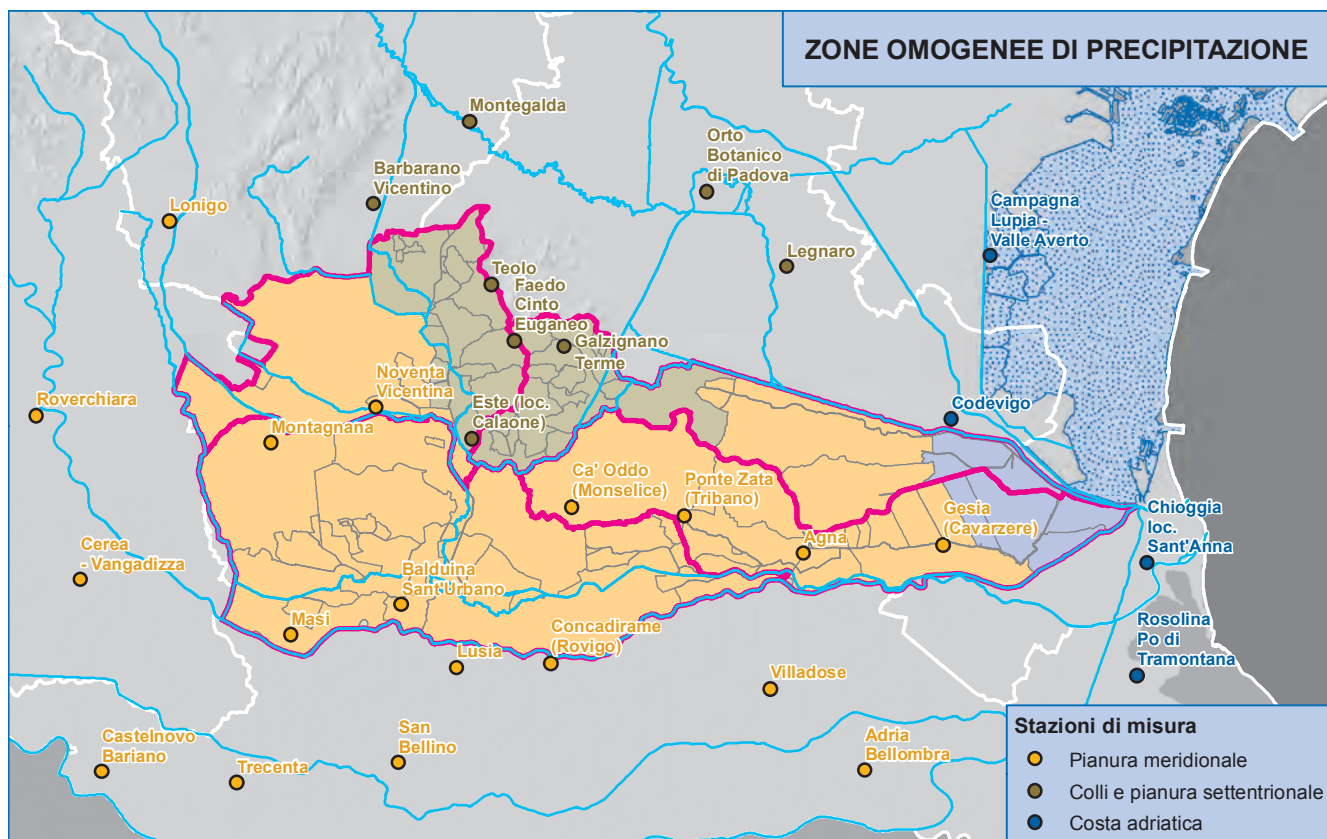 ZONE OMOGENEE DI PRECIPITAZIONE
Montegalda
Orto
Botanico
di Padova
Barbarano
Vicentino
Lonigo
Campagna
Lupia -
Valle Averto
Legnaro
Teolo
Faedo
Cinto
Euganeo
Galzignano
Terme
Noventa
Vicentina
Roverchiara
Este (loc.
Calaone)
Codevigo
Montagnana
Ca' Oddo
(Monselice)
Ponte Zata
(Tribano)
Gesia
(Cavarzere)
Chioggia
loc.
Sant'Anna
Agna
Cerea
- Vangadizza
Balduina
Sant'Urbano
Masi
Concadirame
(Rovigo)
Lusia
Rosolina
Po di
Tramontana
Villadose
Castelnovo
Bariano
Trecenta
San
Bellino
Adria
Bellombra
Stazioni di misura
Pianura meridionale
Colli e pianura settentrionale
Costa adriatica